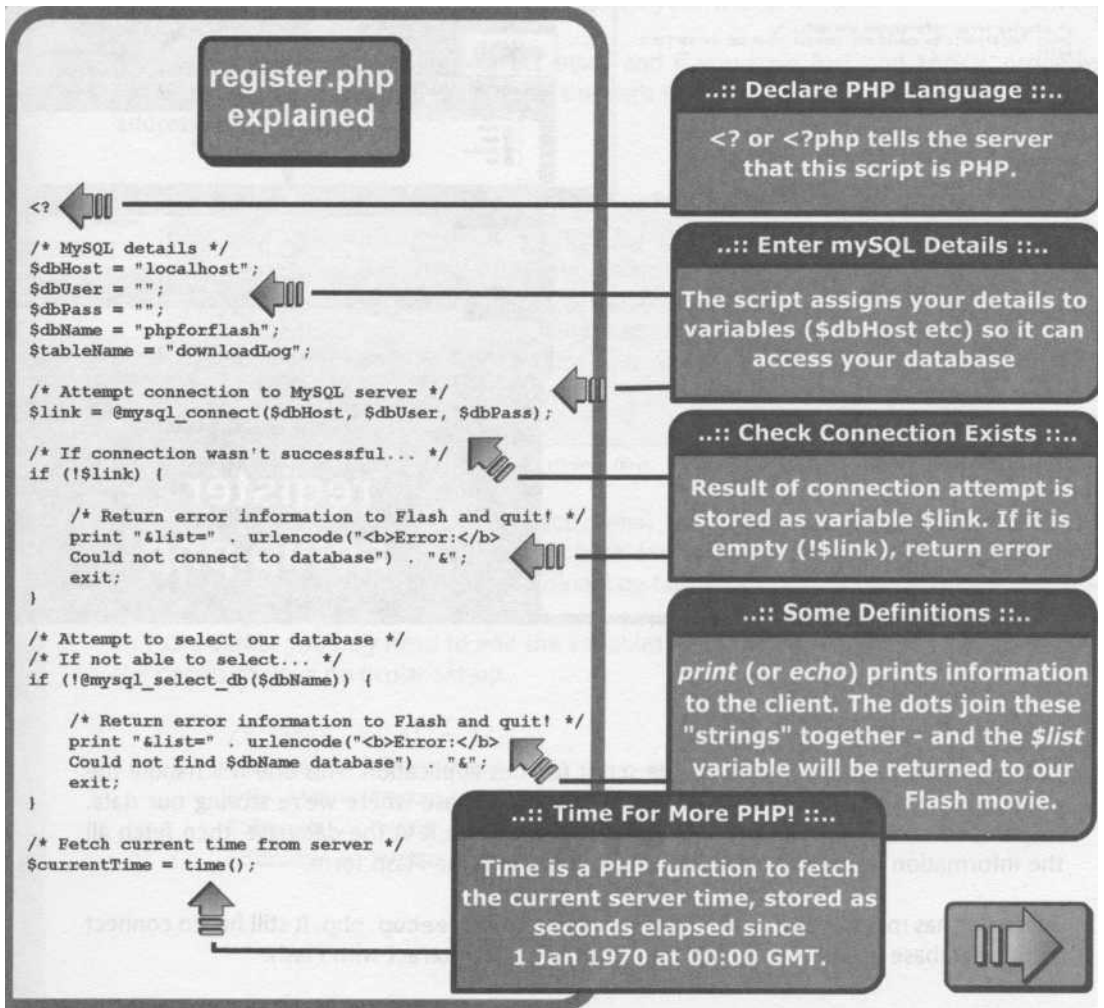 register.php
explained
<?
/* MySQL details */
$dbHost = "localhost";
$dbUser = "";
$dbPass = "";
$dbName = "phpforflash";
$tableName = "downloadLog";
/* Attempt connection to MySQL server */
$link = @mysql_connect($dbHost, $dbUser, $dbPass);
/* If connection wasn't successful... */
if (!$link) {
/* Return error information to Flash and quit! */
print "&list=" . urlencode("<b>Error:</b>
Could not connect to database") . "&";
exit;
}
/* Attempt to select our database */
/* If not able to select... */
if (!@mysql_select_db($dbName)) {
/* Return error information to Flash and quit! */
print "&list=" . urlencode("<b>Error:</b>
Could not find $dbName database") . "&";
exit;
}
/* Fetch current time from server */
$currentTime = time();
..:: Declare PHP Language ::..
<? or <?php tells the server
that this script is PHP.
..:: Enter mySQL Details ::..
The script assigns your details to
variables ($dbHost etc) so it can
access your database
..:: Check Connection Exists ::..
Result of connection attempt is
stored as variable $link. If it is
empty (!$link), return error
..:: Some Definitions ::..
print (or echo) prints information
to the client. The dots join these
"strings" together - and the $list
variable will be returned to our
Flash movie.
..:: Time For More PHP! ::..
Time is a PHP function to fetch
the current server time, stored as
seconds elapsed since
1 Jan 1970 at 00:00 GMT.